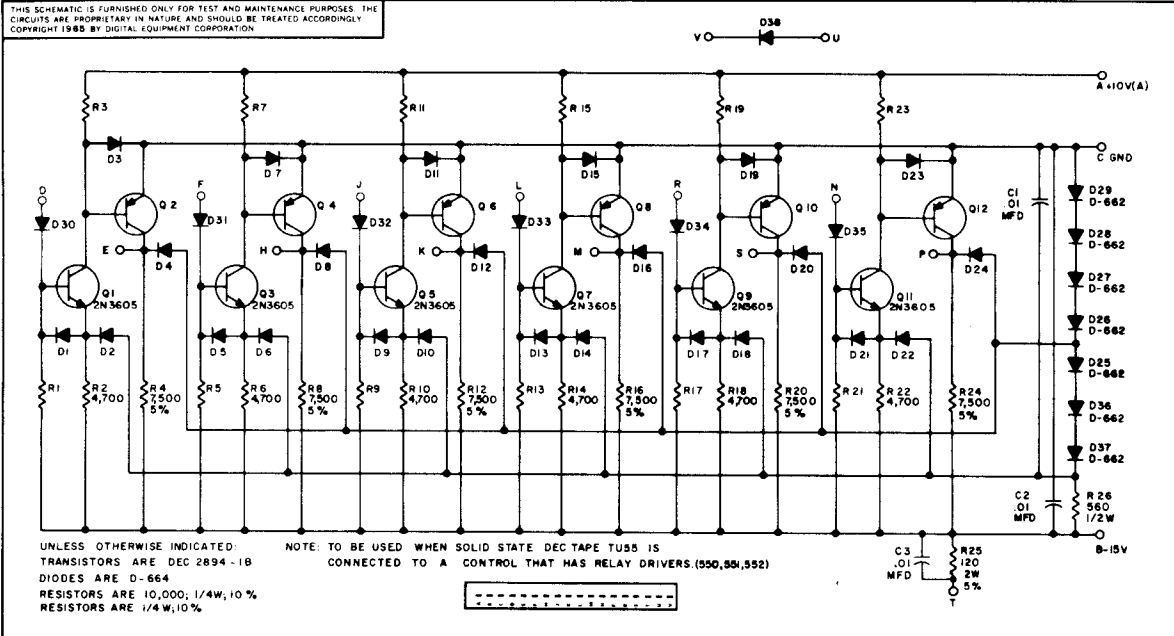 THIS SCHEMATIC IS FURNISHED ONLY FOR TEST AND MAINTENANCE PURPOSES. THE
CIRCUITS ARE PROPRIETARY IN NATURE AND SHOULD BE TREATED ACCORDINGLY
COPYRIGHT 1965 BY DIGITAL EQUIPMENT CORPORATION
D38
V U
A +10V(A)
R3 R7 R11 R15 R19 R23
C GND
D3 D7 D11 D15 D19 D23
D F J L R N
D30 D31 D32 D33 D34 D35
Q2 Q4 Q6 Q8 Q10 Q12
C1
.01
MFD
D29
D-662
D28
D-662
D27
D-662
D26
D-662
D25
D-662
D36
D-662
D37
D-662
E H K M S P
D4 D8 D12 D16 D20 D24
Q1
2N3605
Q3
2N3605
Q5
2N3605
Q7
2N3605
Q9
2N3605
Q11
2N3605
D1 D2 D5 D6 D9 D10 D13 D14 D17 D18 D21 D22
R1
R2
4,700
R4
7,500
5%
R5
R6
4,700
R8
7,500
5%
R9
R10
4,700
R12
7,500
5%
R13
R14
4,700
R16
7,500
5%
R17
R18
4,700
R20
7,500
5%
R21
R22
4,700
R24
7,500
5%
C2
.01
MFD
R26
560
1/2W
B-15V
C3
.01
MFD
R25
120
2W
5%
T
UNLESS OTHERWISE INDICATED:
TRANSISTORS ARE DEC 2894-1B
DIODES ARE D-664
RESISTORS ARE 10,000; 1/4W; 10%
RESISTORS ARE 1/4W; 10%
NOTE: TO BE USED WHEN SOLID STATE DEC TAPE TU55 IS
CONNECTED TO A CONTROL THAT HAS RELAY DRIVERS.(550,551,552)